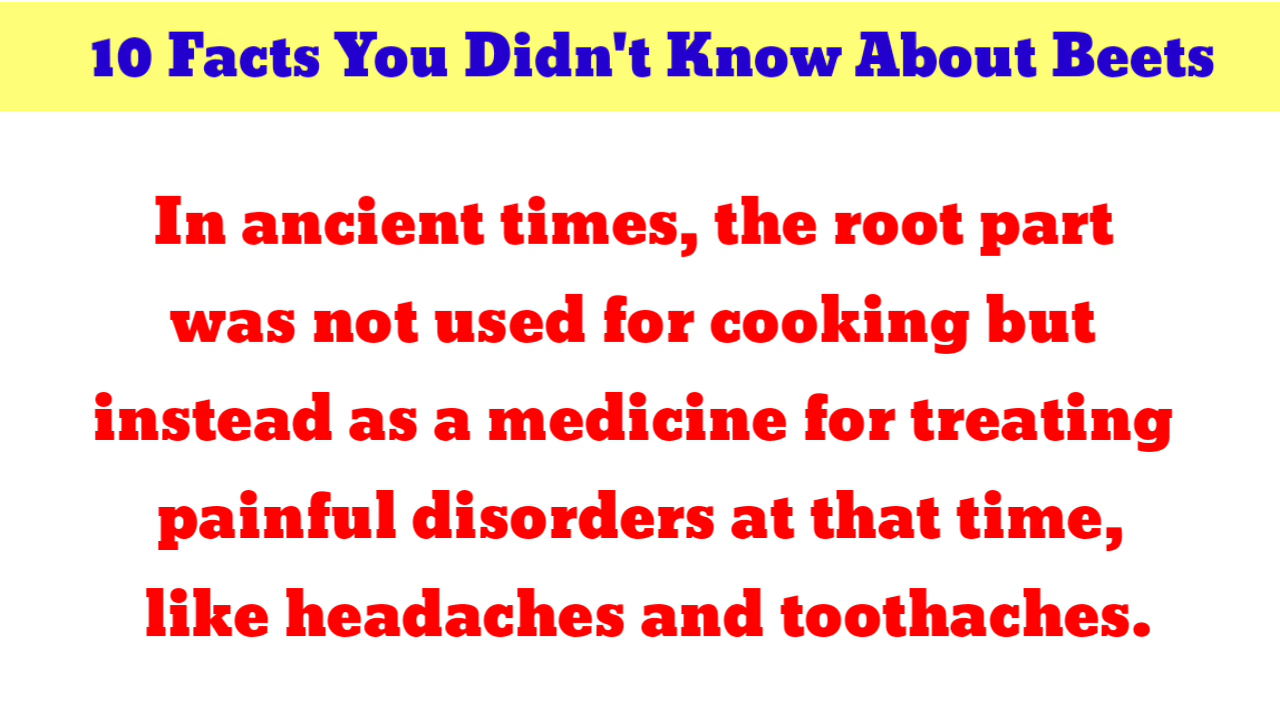 10 Facts You Didn't Know About Beets
In ancient times, the root part
was not used for cooking but
instead as a medicine for treating
painful disorders at that time,
like headaches and toothaches.